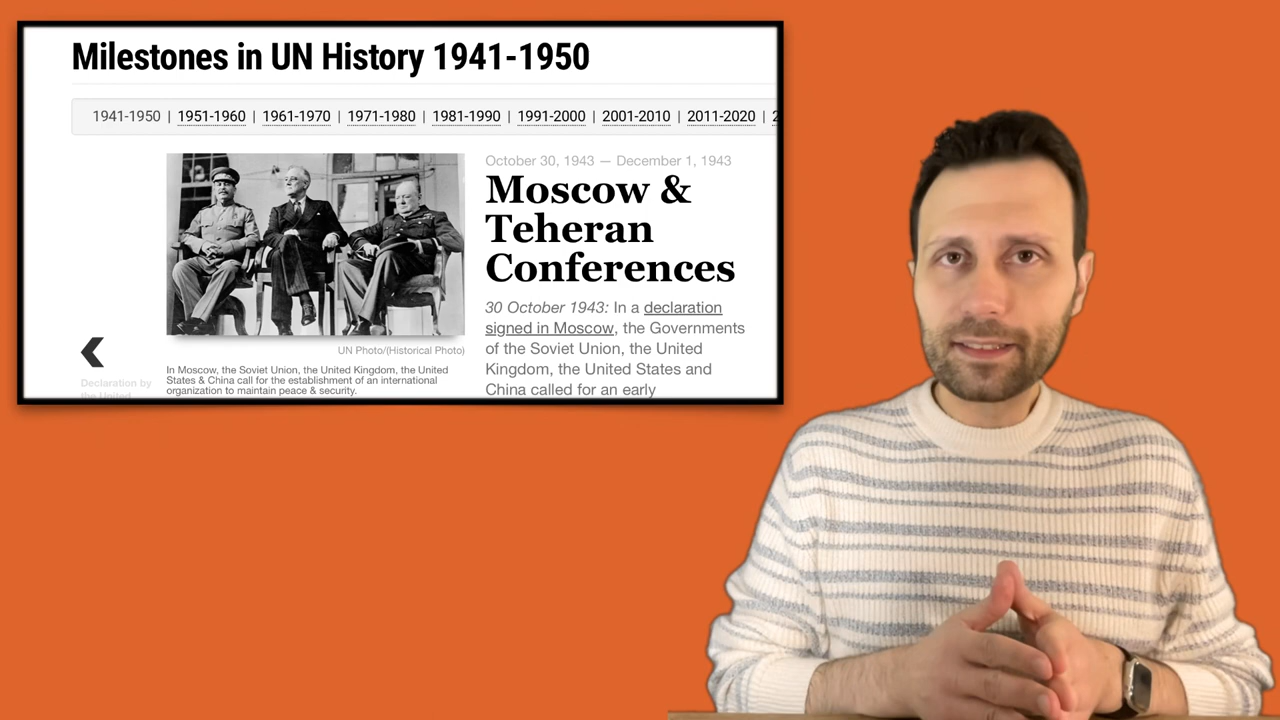 Milestones in UN History 1941-1950
1941-1950 | 1951-1960 | 1961-1970 | 1971-1980 | 1981-1990 | 1991-2000 | 2001-2010 | 2011-2020 | 2
October 30, 1943 — December 1, 1943
Moscow &
Teheran
Conferences
30 October 1943: In a declaration
signed in Moscow, the Governments
of the Soviet Union, the United
Kingdom, the United States and
China called for an early
UN Photo/(Historical Photo)
In Moscow, the Soviet Union, the United Kingdom, the United
States & China call for the establishment of an international
organization to maintain peace & security.
Declaration by
the United